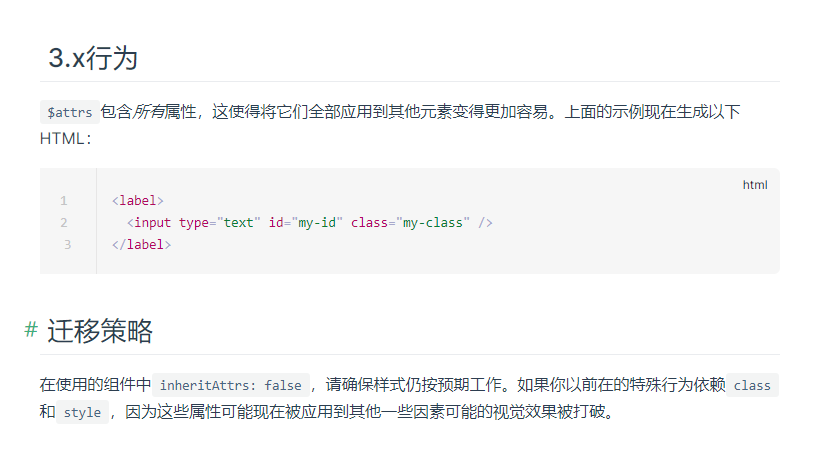 3.x行为
$attrs 包含所有属性，这使得将它们全部应用到其他元素变得更加容易。上面的示例现在生成以下
HTML：
html
1 <label>
2   <input type="text" id="my-id" class="my-class" />
3 </label>
# 迁移策略
在使用的组件中 inheritAttrs: false ，请确保样式仍按预期工作。如果你以前在的特殊行为依赖 class
和 style ，因为这些属性可能现在被应用到其他一些因素可能的视觉效果被打破。